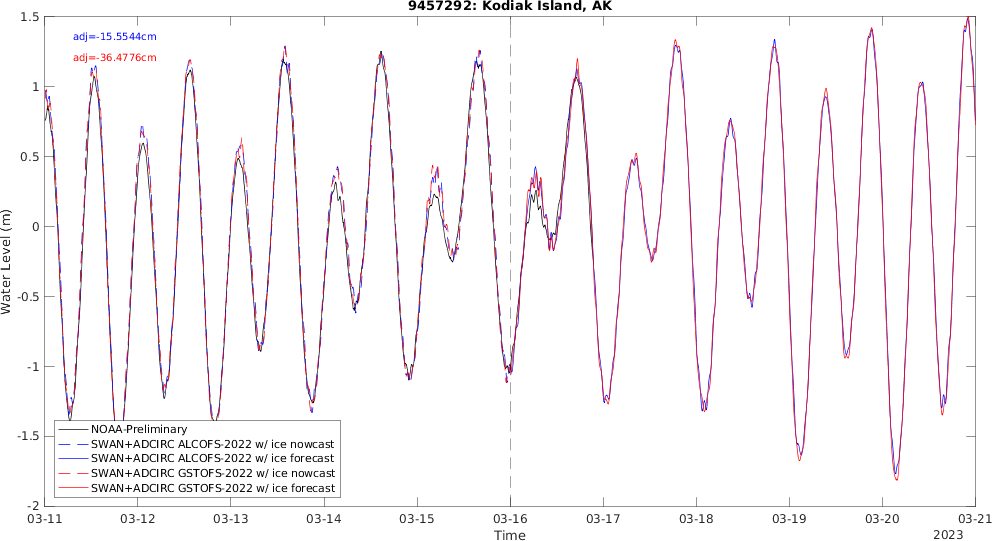 9457292: Kodiak Island, AK
adj=-15.5544cm
adj=-36.4776cm
Water Level (m)
1.5
1
0.5
0
-0.5
-1
-1.5
-2
NOAA-Preliminary
SWAN+ADCIRC ALCOFS-2022 w/ ice nowcast
SWAN+ADCIRC ALCOFS-2022 w/ ice forecast
SWAN+ADCIRC GSTOFS-2022 w/ ice nowcast
SWAN+ADCIRC GSTOFS-2022 w/ ice forecast
03-11 03-12 03-13 03-14 03-15 03-16 03-17 03-18 03-19 03-20 03-21
Time
2023